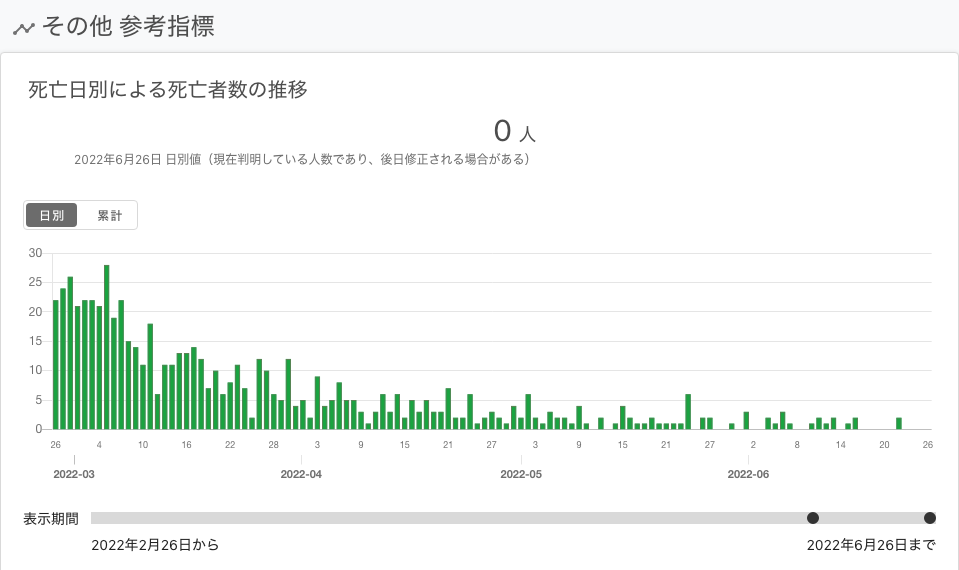 その他 参考指標
死亡日別による死亡者数の推移
0 人
2022年6月26日 日別値（現在判明している人数であり、後日修正される場合がある）
日別 累計
30
25
20
15
10
5
0
26 4 10 16 22 28 3 9 15 21 27 3 9 15 21 27 2 8 14 20 26
2022-03 2022-04 2022-05 2022-06
表示期間
2022年2月26日から 2022年6月26日まで